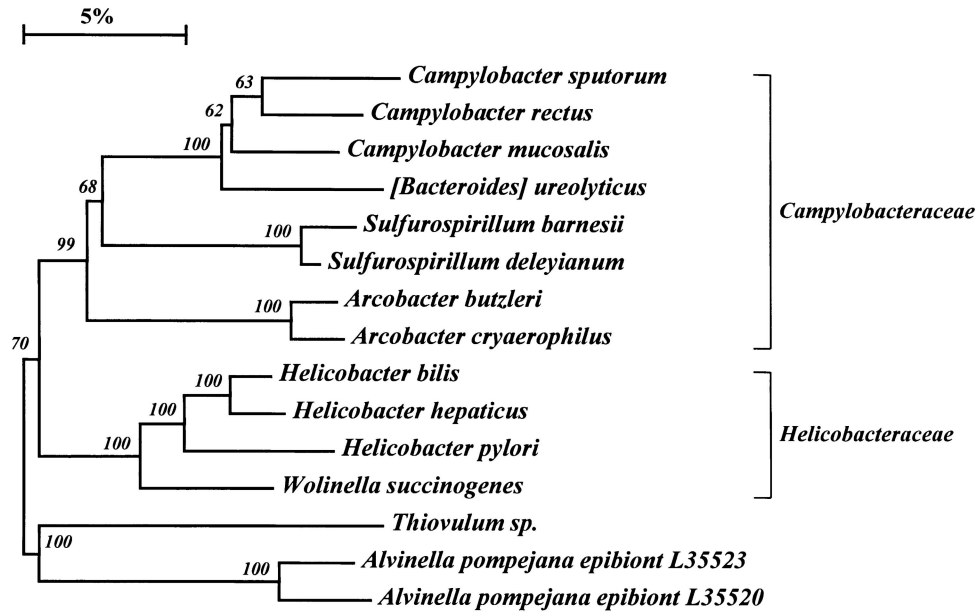 5%
63
Campylobacter sputorum
Campylobacter rectus
62
Campylobacter mucosalis
100
[Bacteroides] ureolyticus
68
Campylobacteraceae
Sulfurospirillum barnesii
100
99
Sulfurospirillum deleyianum
Arcobacter butzleri
100
Arcobacter cryaerophilus
70
Helicobacter bilis
100
Helicobacter hepaticus
100
Helicobacteraceae
100
Helicobacter pylori
Wolinella succinogenes
Thiovulum sp.
100
Alvinella pompejana epibiont L35523
100
Alvinella pompejana epibiont L35520